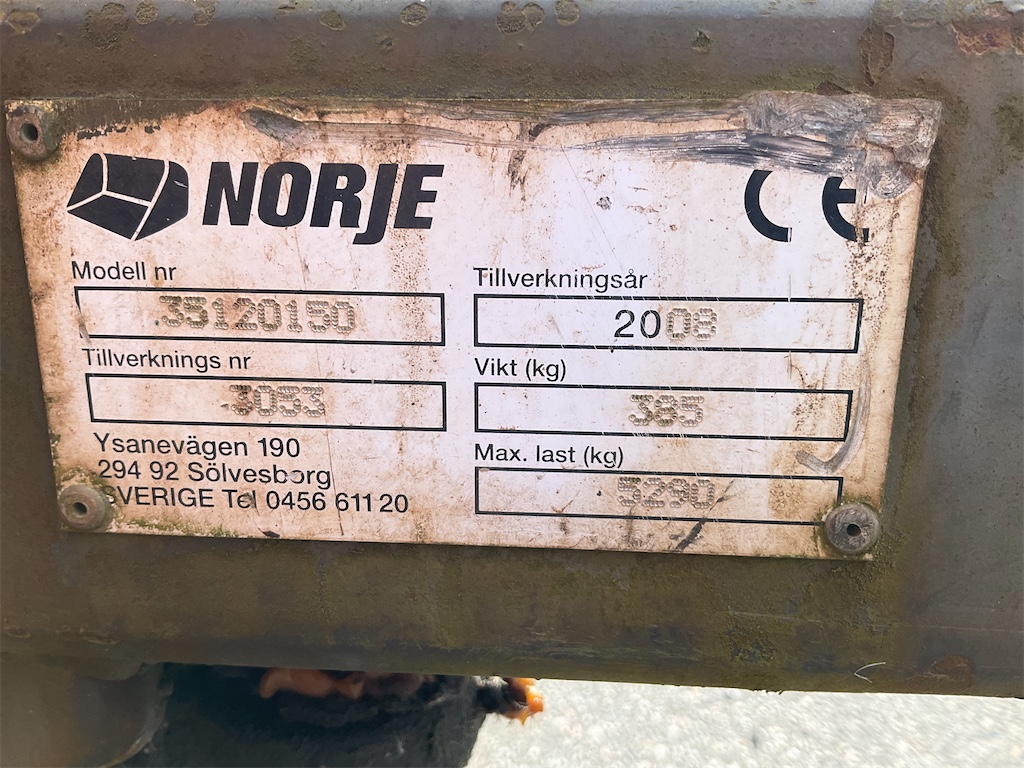 NORJE
CE
Modell nr
35120150
Tillverkningsår
2008
Tillverknings nr
3053
Vikt (kg)
385
Max. last (kg)
5290
Ysanevägen 190
294 92 Sölvesborg
SVERIGE Tel 0456 611 20